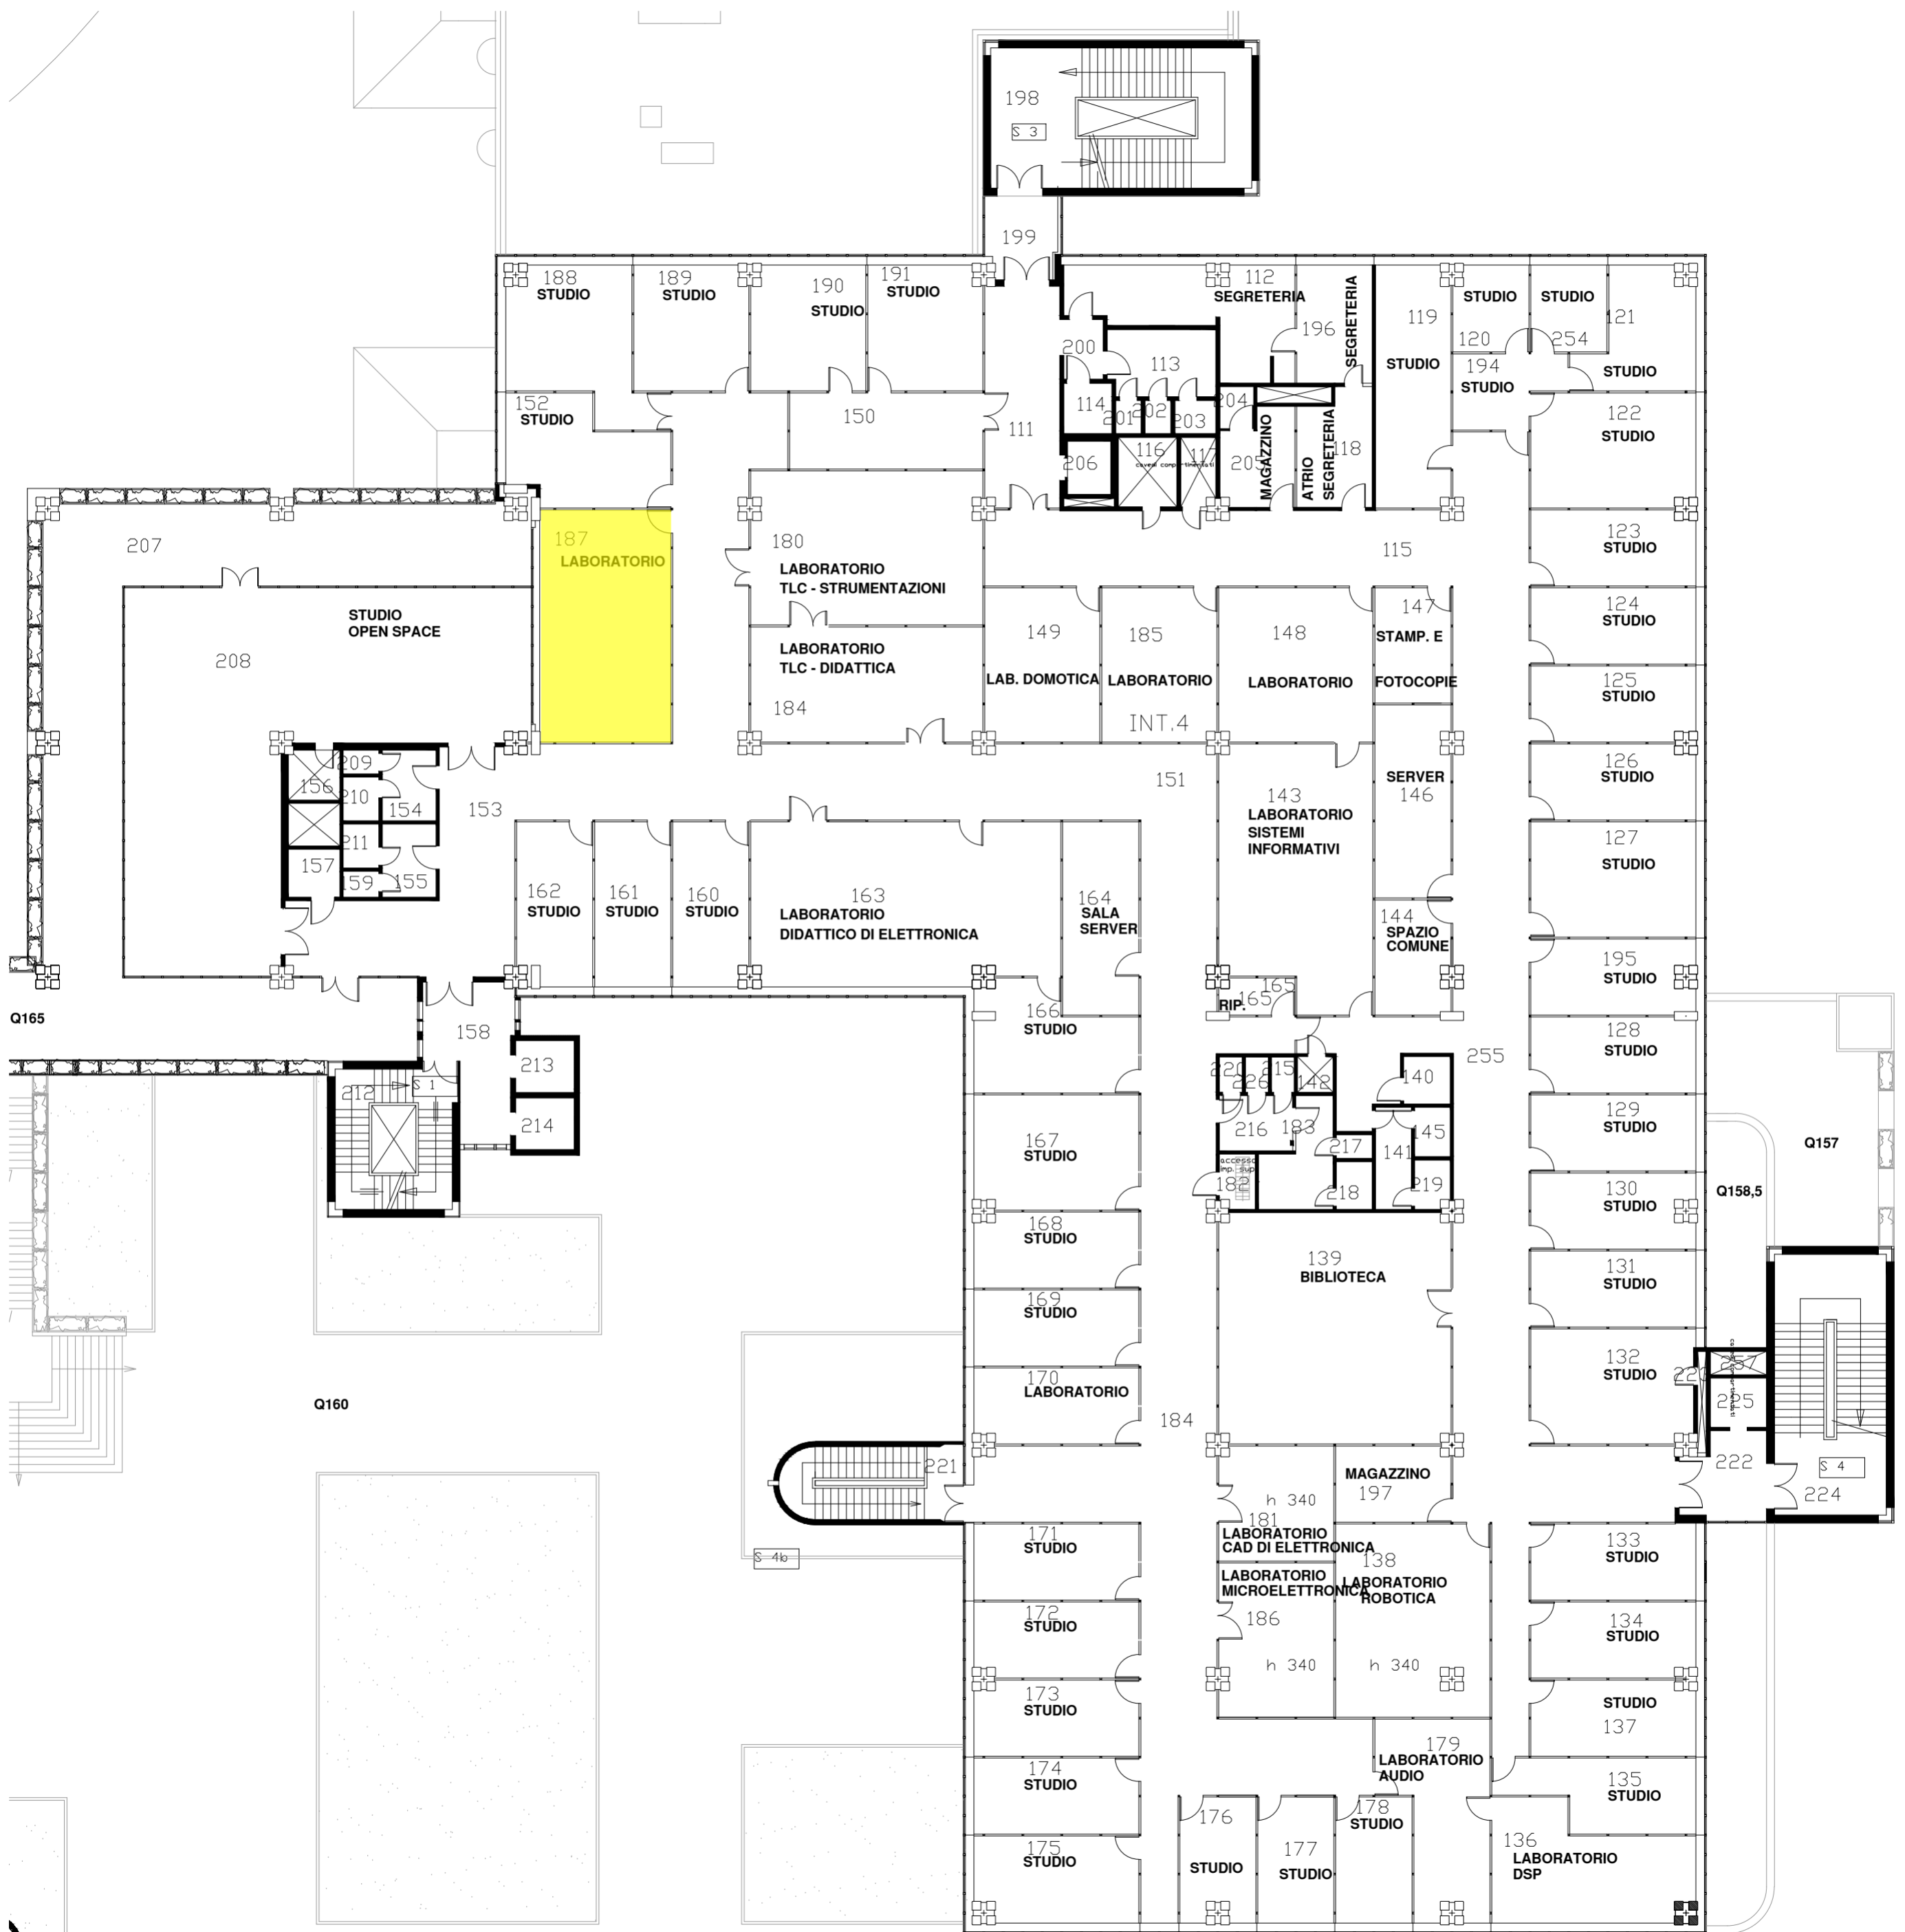 198
S 3
199
188
STUDIO
189
STUDIO
190
STUDIO
191
STUDIO
112
SEGRETERIA
196
SEGRETERIA
119
STUDIO
STUDIO
120
STUDIO
254
121
STUDIO
194
STUDIO
200
113
114
201
202
203
204
152
STUDIO
150
111
206
116
117
205
MAGAZZINO
ATRIO
SEGRETERIA
118
122
STUDIO
207
187
LABORATORIO
180
LABORATORIO
TLC - STRUMENTAZIONI
115
123
STUDIO
STUDIO
OPEN SPACE
208
LABORATORIO
TLC - DIDATTICA
184
149
LAB. DOMOTICA
185
LABORATORIO
INT.4
148
LABORATORIO
147
STAMP. E
FOTOCOPIE
124
STUDIO
125
STUDIO
209
156
210
154
153
211
157
159
155
151
143
LABORATORIO
SISTEMI
INFORMATIVI
SERVER
146
126
STUDIO
127
STUDIO
162
STUDIO
161
STUDIO
160
STUDIO
163
LABORATORIO
DIDATTICO DI ELETTRONICA
164
SALA
SERVER
144
SPAZIO
COMUNE
195
STUDIO
Q165
158
166
STUDIO
165
165
RIP.
255
128
STUDIO
213
212
S 1
214
220
226
215
142
140
216
183
217
141
145
accesso
imp. sup
182
218
219
129
STUDIO
Q157
167
STUDIO
130
STUDIO
Q158,5
168
STUDIO
139
BIBLIOTECA
131
STUDIO
169
STUDIO
132
STUDIO
225
170
LABORATORIO
Q160
184
221
222
S 4
224
MAGAZZINO
197
h 340
181
LABORATORIO
CAD DI ELETTRONICA
S 4b
171
STUDIO
138
LABORATORIO
ROBOTICA
LABORATORIO
MICROELETTRONICA
186
133
STUDIO
172
STUDIO
134
STUDIO
h 340
h 340
173
STUDIO
STUDIO
137
179
LABORATORIO
AUDIO
174
STUDIO
135
STUDIO
176
STUDIO
177
STUDIO
178
STUDIO
175
STUDIO
136
LABORATORIO
DSP